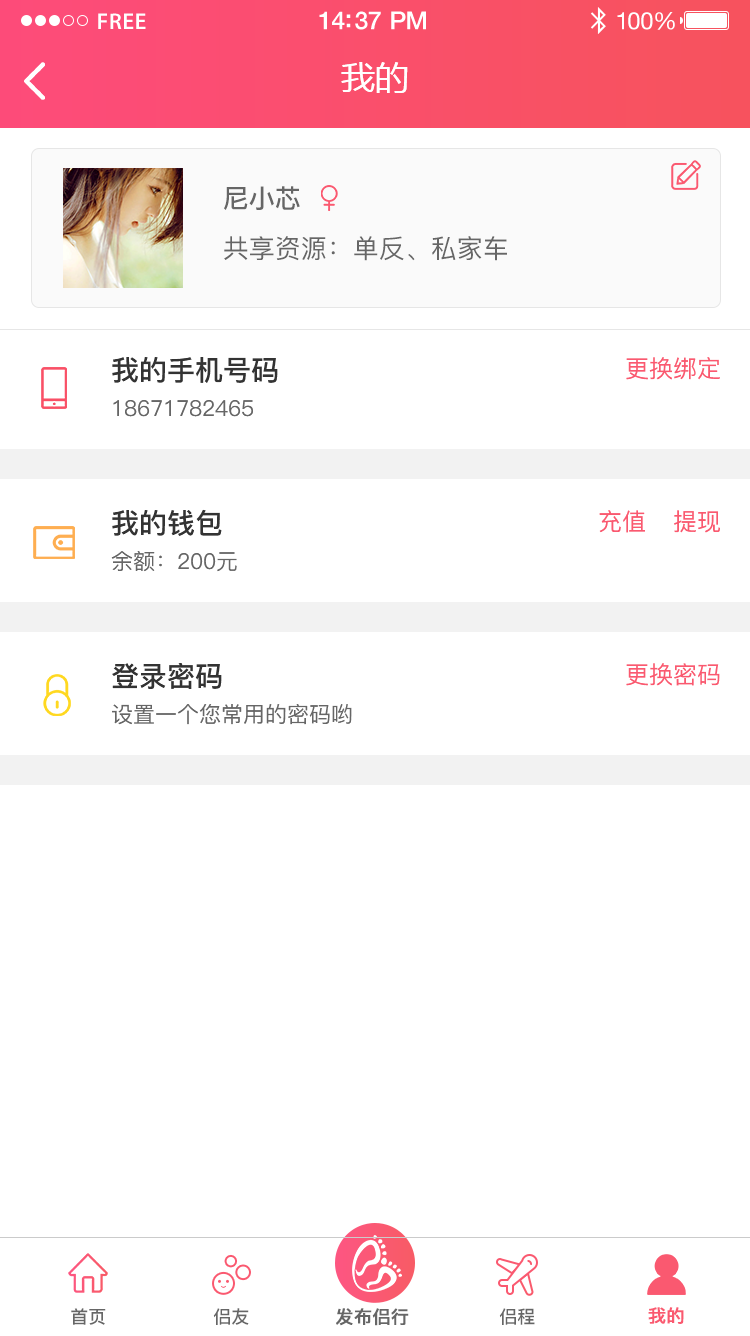 FREE 14:37 PM 100%
我的
尼小芯
共享资源：单反、私家车
我的手机号码 更换绑定
18671782465
我的钱包 充值 提现
余额：200元
登录密码 更换密码
设置一个您常用的密码哟
首页 侣友 发布侣行 侣程 我的